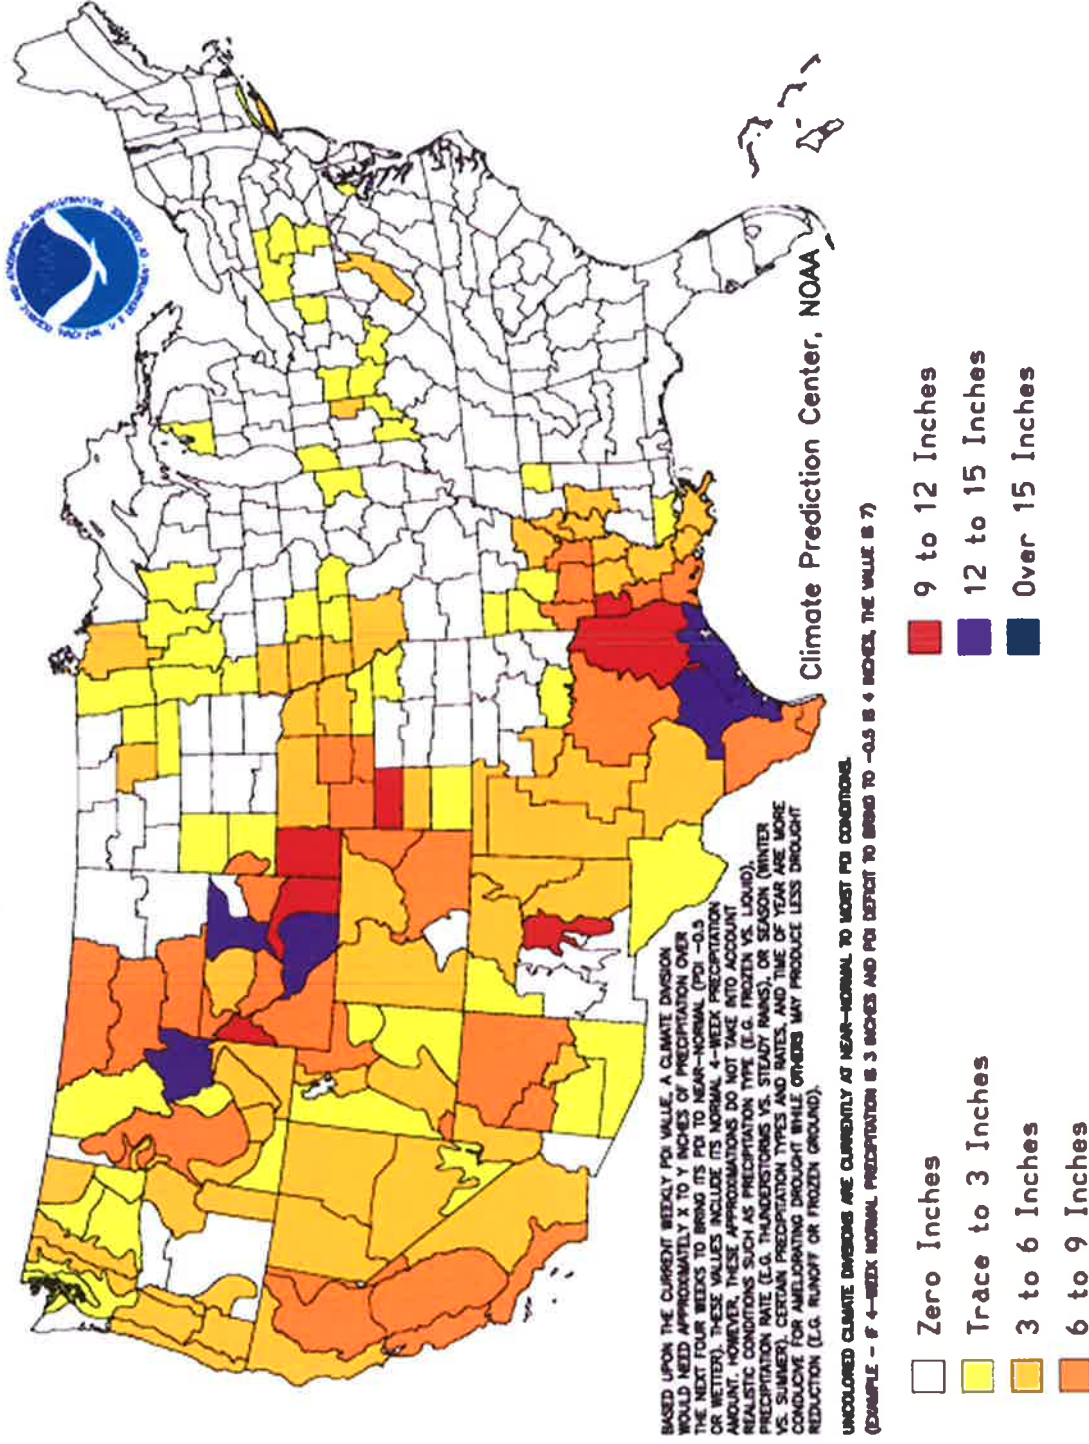 Climate Prediction Center, NOAA
BASED UPON THE CURRENT WEEKLY PDI VALUE, A CLIMATE DIVISION
WOULD NEED APPROXIMATELY X TO Y INCHES OF PRECIPITATION OVER
THE NEXT FOUR WEEKS TO BRING ITS PDI TO NEAR-NORMAL (PDI -0.5
OR WETTER). THESE VALUES INCLUDE ITS NORMAL 4-WEEK PRECIPITATION
AMOUNT. HOWEVER, THESE APPROXIMATIONS DO NOT TAKE INTO ACCOUNT
REALISTIC CONDITIONS SUCH AS PRECIPITATION TYPE (E.G. FROZEN VS. LIQUID),
PRECIPITATION RATE (E.G. THUNDERSTORMS VS. STEADY RAINS), OR SEASON (WINTER
VS. SUMMER). CERTAIN PRECIPITATION TYPES AND RATES, AND TIME OF YEAR ARE MORE
CONDUCIVE FOR AMELIORATING DROUGHT WHILE OTHERS MAY PRODUCE LESS DROUGHT
REDUCTION (E.G. RUNOFF OR FROZEN GROUND).
UNCOLORED CLIMATE DIVISIONS ARE CURRENTLY AT NEAR-NORMAL TO MOIST PDI CONDITIONS.
(EXAMPLE - IF 4-WEEK NORMAL PRECIPITATION IS 3 INCHES AND PDI DEFICIT TO BRING TO -0.5 IS 4 INCHES, THE VALUE IS 7)
Zero Inches
Trace to 3 Inches
3 to 6 Inches
6 to 9 Inches
9 to 12 Inches
12 to 15 Inches
Over 15 Inches